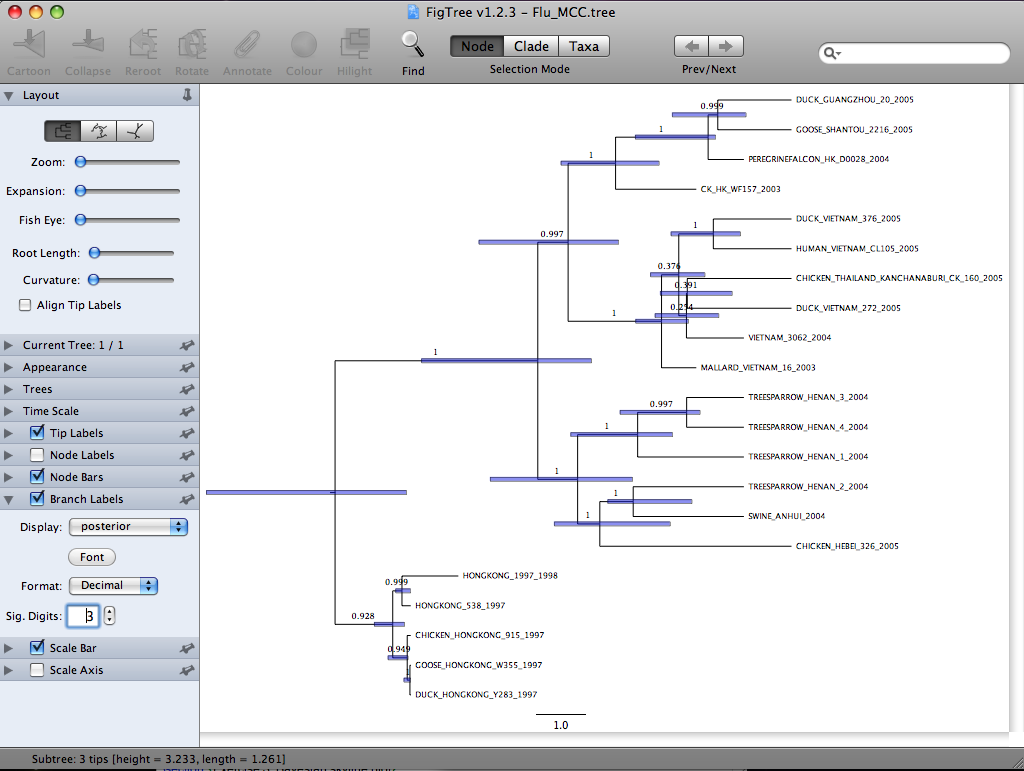 FigTree v1.2.3 – Flu_MCC.tree
Cartoon Collapse Reroot Rotate Annotate Colour Hilight Find
Node Clade Taxa
Selection Mode
Prev/Next
Layout
Zoom:
Expansion:
Fish Eye:
Root Length:
Curvature:
Align Tip Labels
Current Tree: 1 / 1
Appearance
Trees
Time Scale
Tip Labels
Node Labels
Node Bars
Branch Labels
Display: posterior
Font
Format: Decimal
Sig. Digits: 3
Scale Bar
Scale Axis
DUCK_GUANGZHOU_20_2005
0.999
GOOSE_SHANTOU_2216_2005
1
PEREGRINEFALCON_HK_D0028_2004
1
CK_HK_WF157_2003
DUCK_VIETNAM_376_2005
1
0.997
HUMAN_VIETNAM_CL105_2005
0.376
CHICKEN_THAILAND_KANCHANABURI_CK_160_2005
0.391
DUCK_VIETNAM_272_2005
0.254
1
VIETNAM_3062_2004
1
MALLARD_VIETNAM_16_2003
TREESPARROW_HENAN_3_2004
0.997
TREESPARROW_HENAN_4_2004
1
TREESPARROW_HENAN_1_2004
1
TREESPARROW_HENAN_2_2004
1
SWINE_ANHUI_2004
1
CHICKEN_HEBEI_326_2005
HONGKONG_1997_1998
0.999
HONGKONG_538_1997
0.928
CHICKEN_HONGKONG_915_1997
0.949
GOOSE_HONGKONG_W355_1997
1
DUCK_HONGKONG_Y283_1997
1.0
Subtree: 3 tips [height = 3.233, length = 1.261]